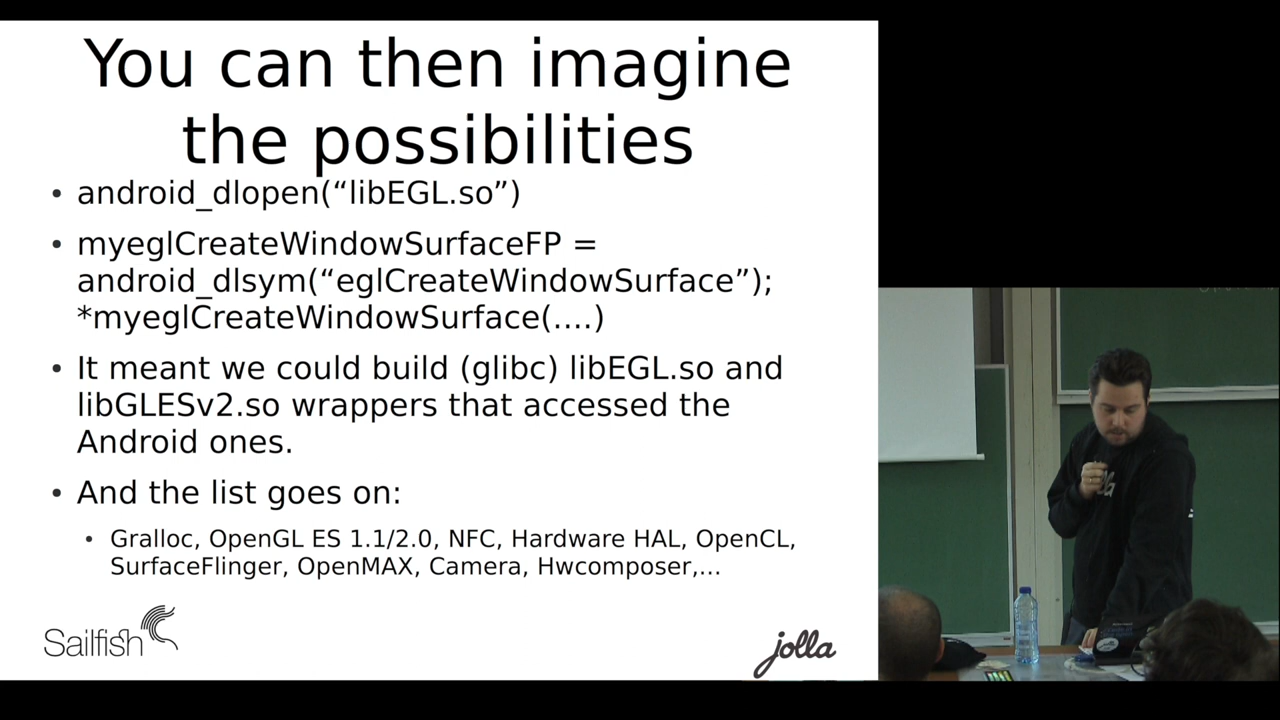 You can then imagine
the possibilities
• android_dlopen(“libEGL.so”)
• myeglCreateWindowSurfaceFP =
android_dlsym(“eglCreateWindowSurface”);
*myeglCreateWindowSurface(....)
• It meant we could build (glibc) libEGL.so and
libGLESv2.so wrappers that accessed the
Android ones.
• And the list goes on:
• Gralloc, OpenGL ES 1.1/2.0, NFC, Hardware HAL, OpenCL,
SurfaceFlinger, OpenMAX, Camera, Hwcomposer,...
Sailfish
jolla